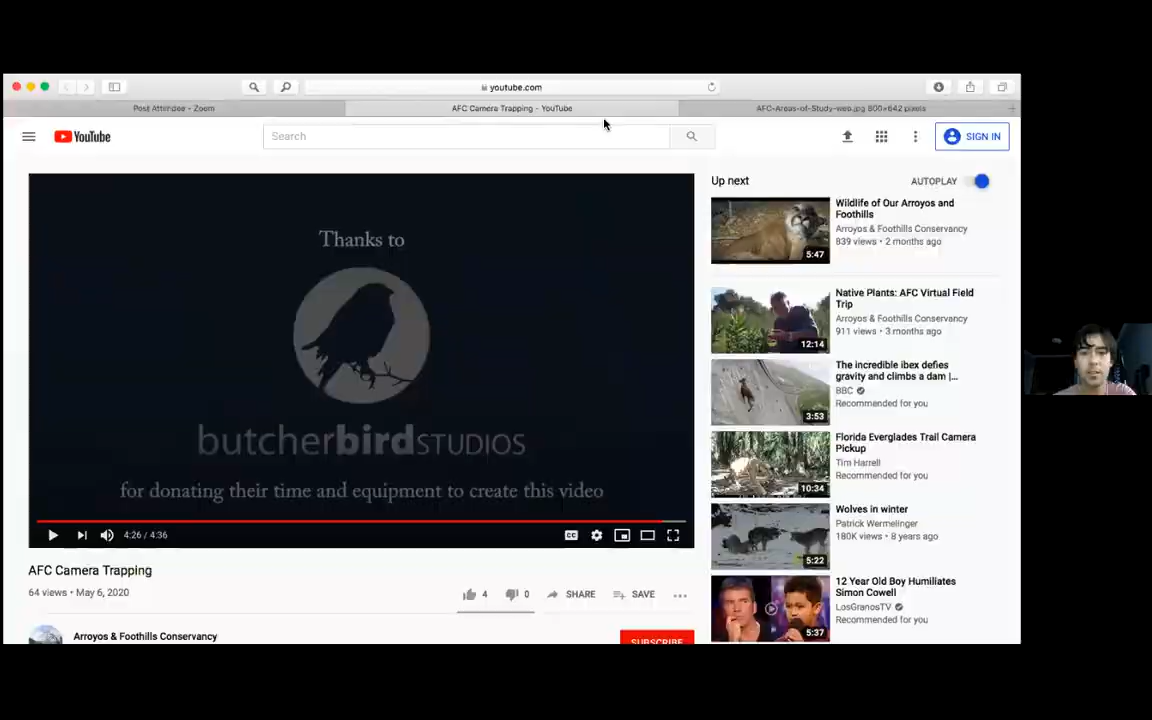 youtube.com
Post Attendee - Zoom
AFC Camera Trapping - YouTube
AFC-Areas-of-Study-web.jpg 800×642 pixels
YouTube
Search
SIGN IN
Thanks to
butcherbirdSTUDIOS
for donating their time and equipment to create this video
4:26 / 4:36
CC
AFC Camera Trapping
64 views • May 6, 2020
4
0
SHARE
SAVE
Arroyos & Foothills Conservancy
SUBSCRIBE
Up next
AUTOPLAY
Wildlife of Our Arroyos and
Foothills
Arroyos & Foothills Conservancy
839 views • 2 months ago
5:47
Native Plants: AFC Virtual Field
Trip
Arroyos & Foothills Conservancy
911 views • 3 months ago
12:14
The incredible ibex defies
gravity and climbs a dam |...
BBC
Recommended for you
3:53
Florida Everglades Trail Camera
Pickup
Tim Harrell
Recommended for you
10:34
Wolves in winter
Patrick Wermelinger
180K views • 8 years ago
5:22
12 Year Old Boy Humiliates
Simon Cowell
LosGranosTV
Recommended for you
5:37